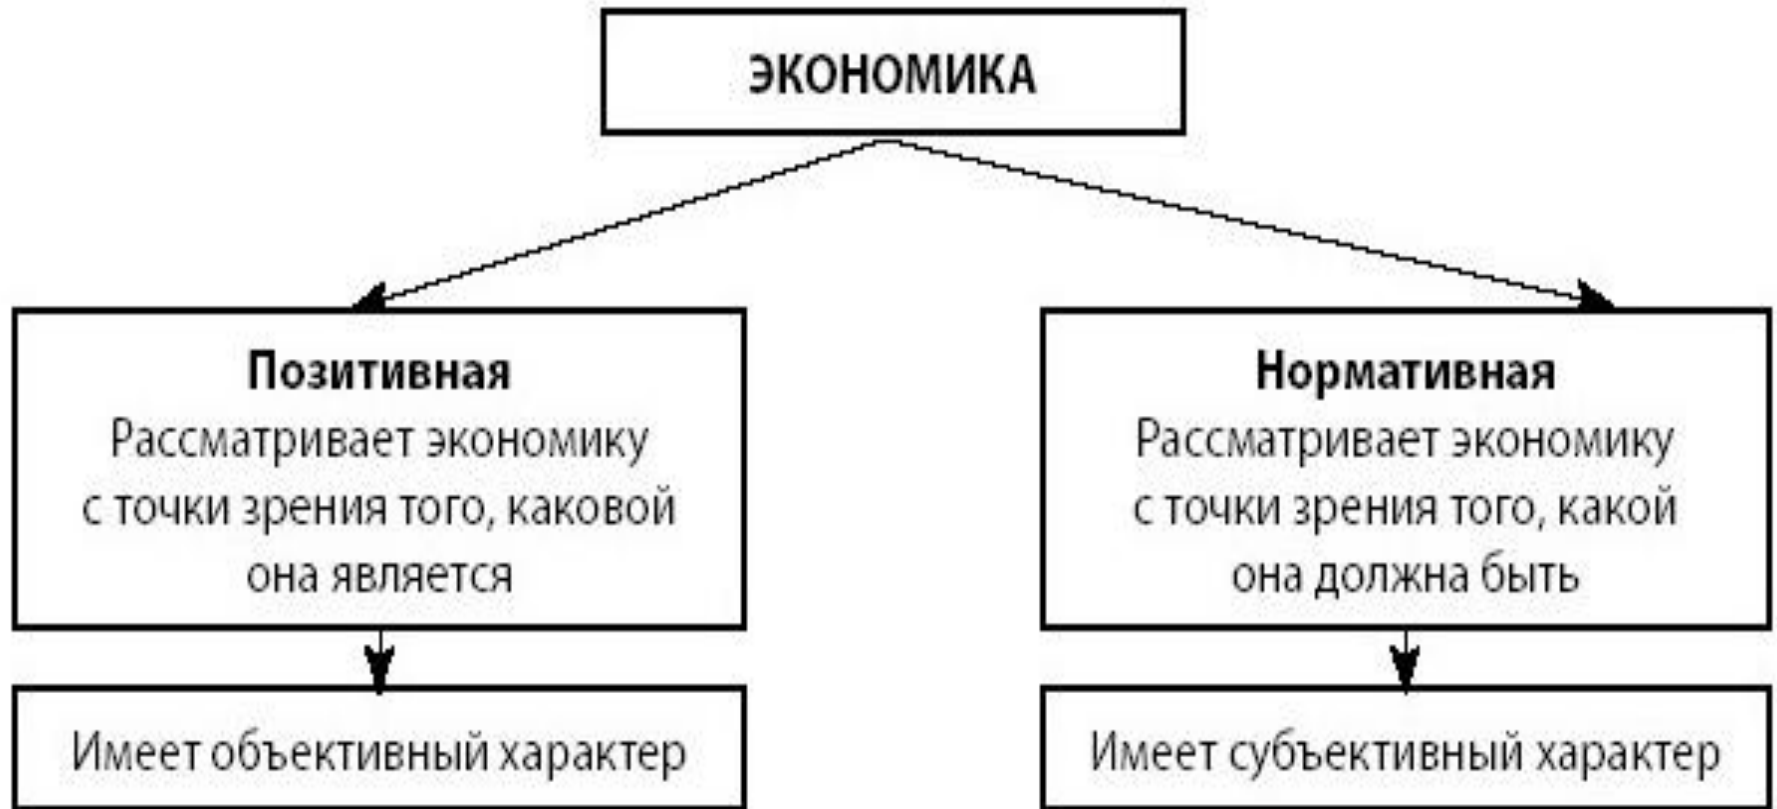 ЭКОНОМИКА
Позитивная
Рассматривает экономику
с точки зрения того, каковой
она является
Имеет объективный характер
Нормативная
Рассматривает экономику
с точки зрения того, какой
она должна быть
Имеет субъективный характер